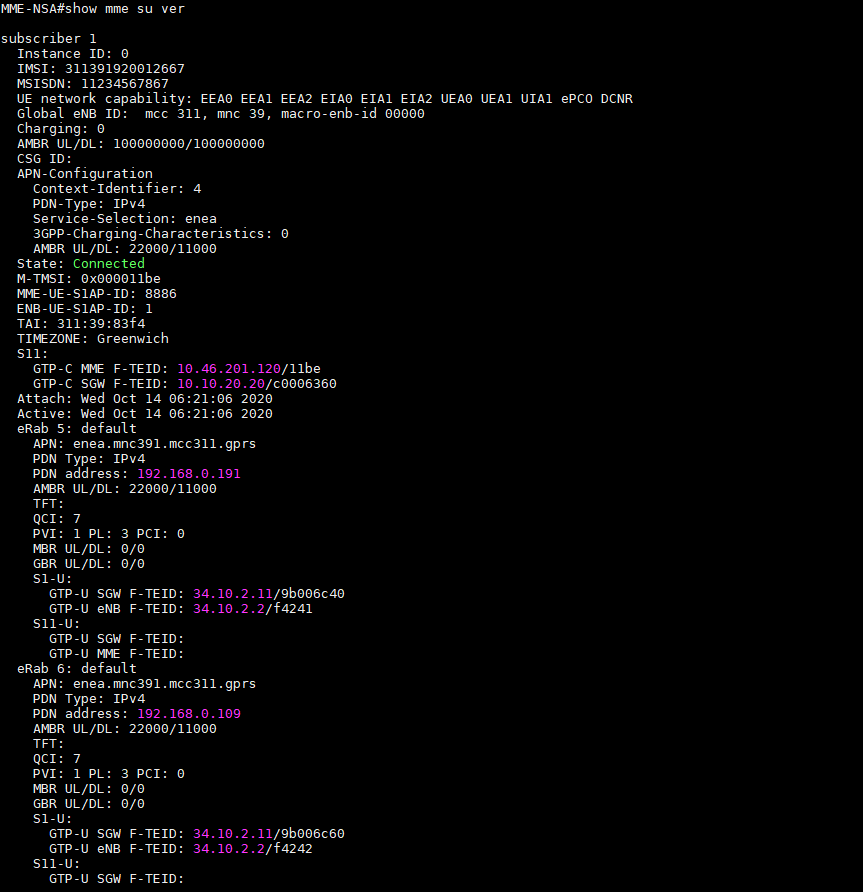 MME-NSA#show mme su ver
subscriber 1
Instance ID: 0
IMSI: 311391920012667
MSISDN: 11234567867
UE network capability: EEA0 EEA1 EEA2 EIA0 EIA1 EIA2 UEA0 UEA1 UIA1 ePCO DCNR
Global eNB ID:  mcc 311, mnc 39, macro-enb-id 00000
Charging: 0
AMBR UL/DL: 100000000/100000000
CSG ID:
APN-Configuration
Context-Identifier: 4
PDN-Type: IPv4
Service-Selection: enea
3GPP-Charging-Characteristics: 0
AMBR UL/DL: 22000/11000
State: Connected
M-TMSI: 0x000011be
MME-UE-S1AP-ID: 8886
ENB-UE-S1AP-ID: 1
TAI: 311:39:83f4
TIMEZONE: Greenwich
S11:
GTP-C MME F-TEID: 10.46.201.120/11be
GTP-C SGW F-TEID: 10.10.20.20/c0006360
Attach: Wed Oct 14 06:21:06 2020
Active: Wed Oct 14 06:21:06 2020
eRab 5: default
APN: enea.mnc391.mcc311.gprs
PDN Type: IPv4
PDN address: 192.168.0.191
AMBR UL/DL: 22000/11000
TFT:
QCI: 7
PVI: 1 PL: 3 PCI: 0
MBR UL/DL: 0/0
GBR UL/DL: 0/0
S1-U:
GTP-U SGW F-TEID: 34.10.2.11/9b006c40
GTP-U eNB F-TEID: 34.10.2.2/f4241
S11-U:
GTP-U SGW F-TEID:
GTP-U MME F-TEID:
eRab 6: default
APN: enea.mnc391.mcc311.gprs
PDN Type: IPv4
PDN address: 192.168.0.109
AMBR UL/DL: 22000/11000
TFT:
QCI: 7
PVI: 1 PL: 3 PCI: 0
MBR UL/DL: 0/0
GBR UL/DL: 0/0
S1-U:
GTP-U SGW F-TEID: 34.10.2.11/9b006c60
GTP-U eNB F-TEID: 34.10.2.2/f4242
S11-U:
GTP-U SGW F-TEID: